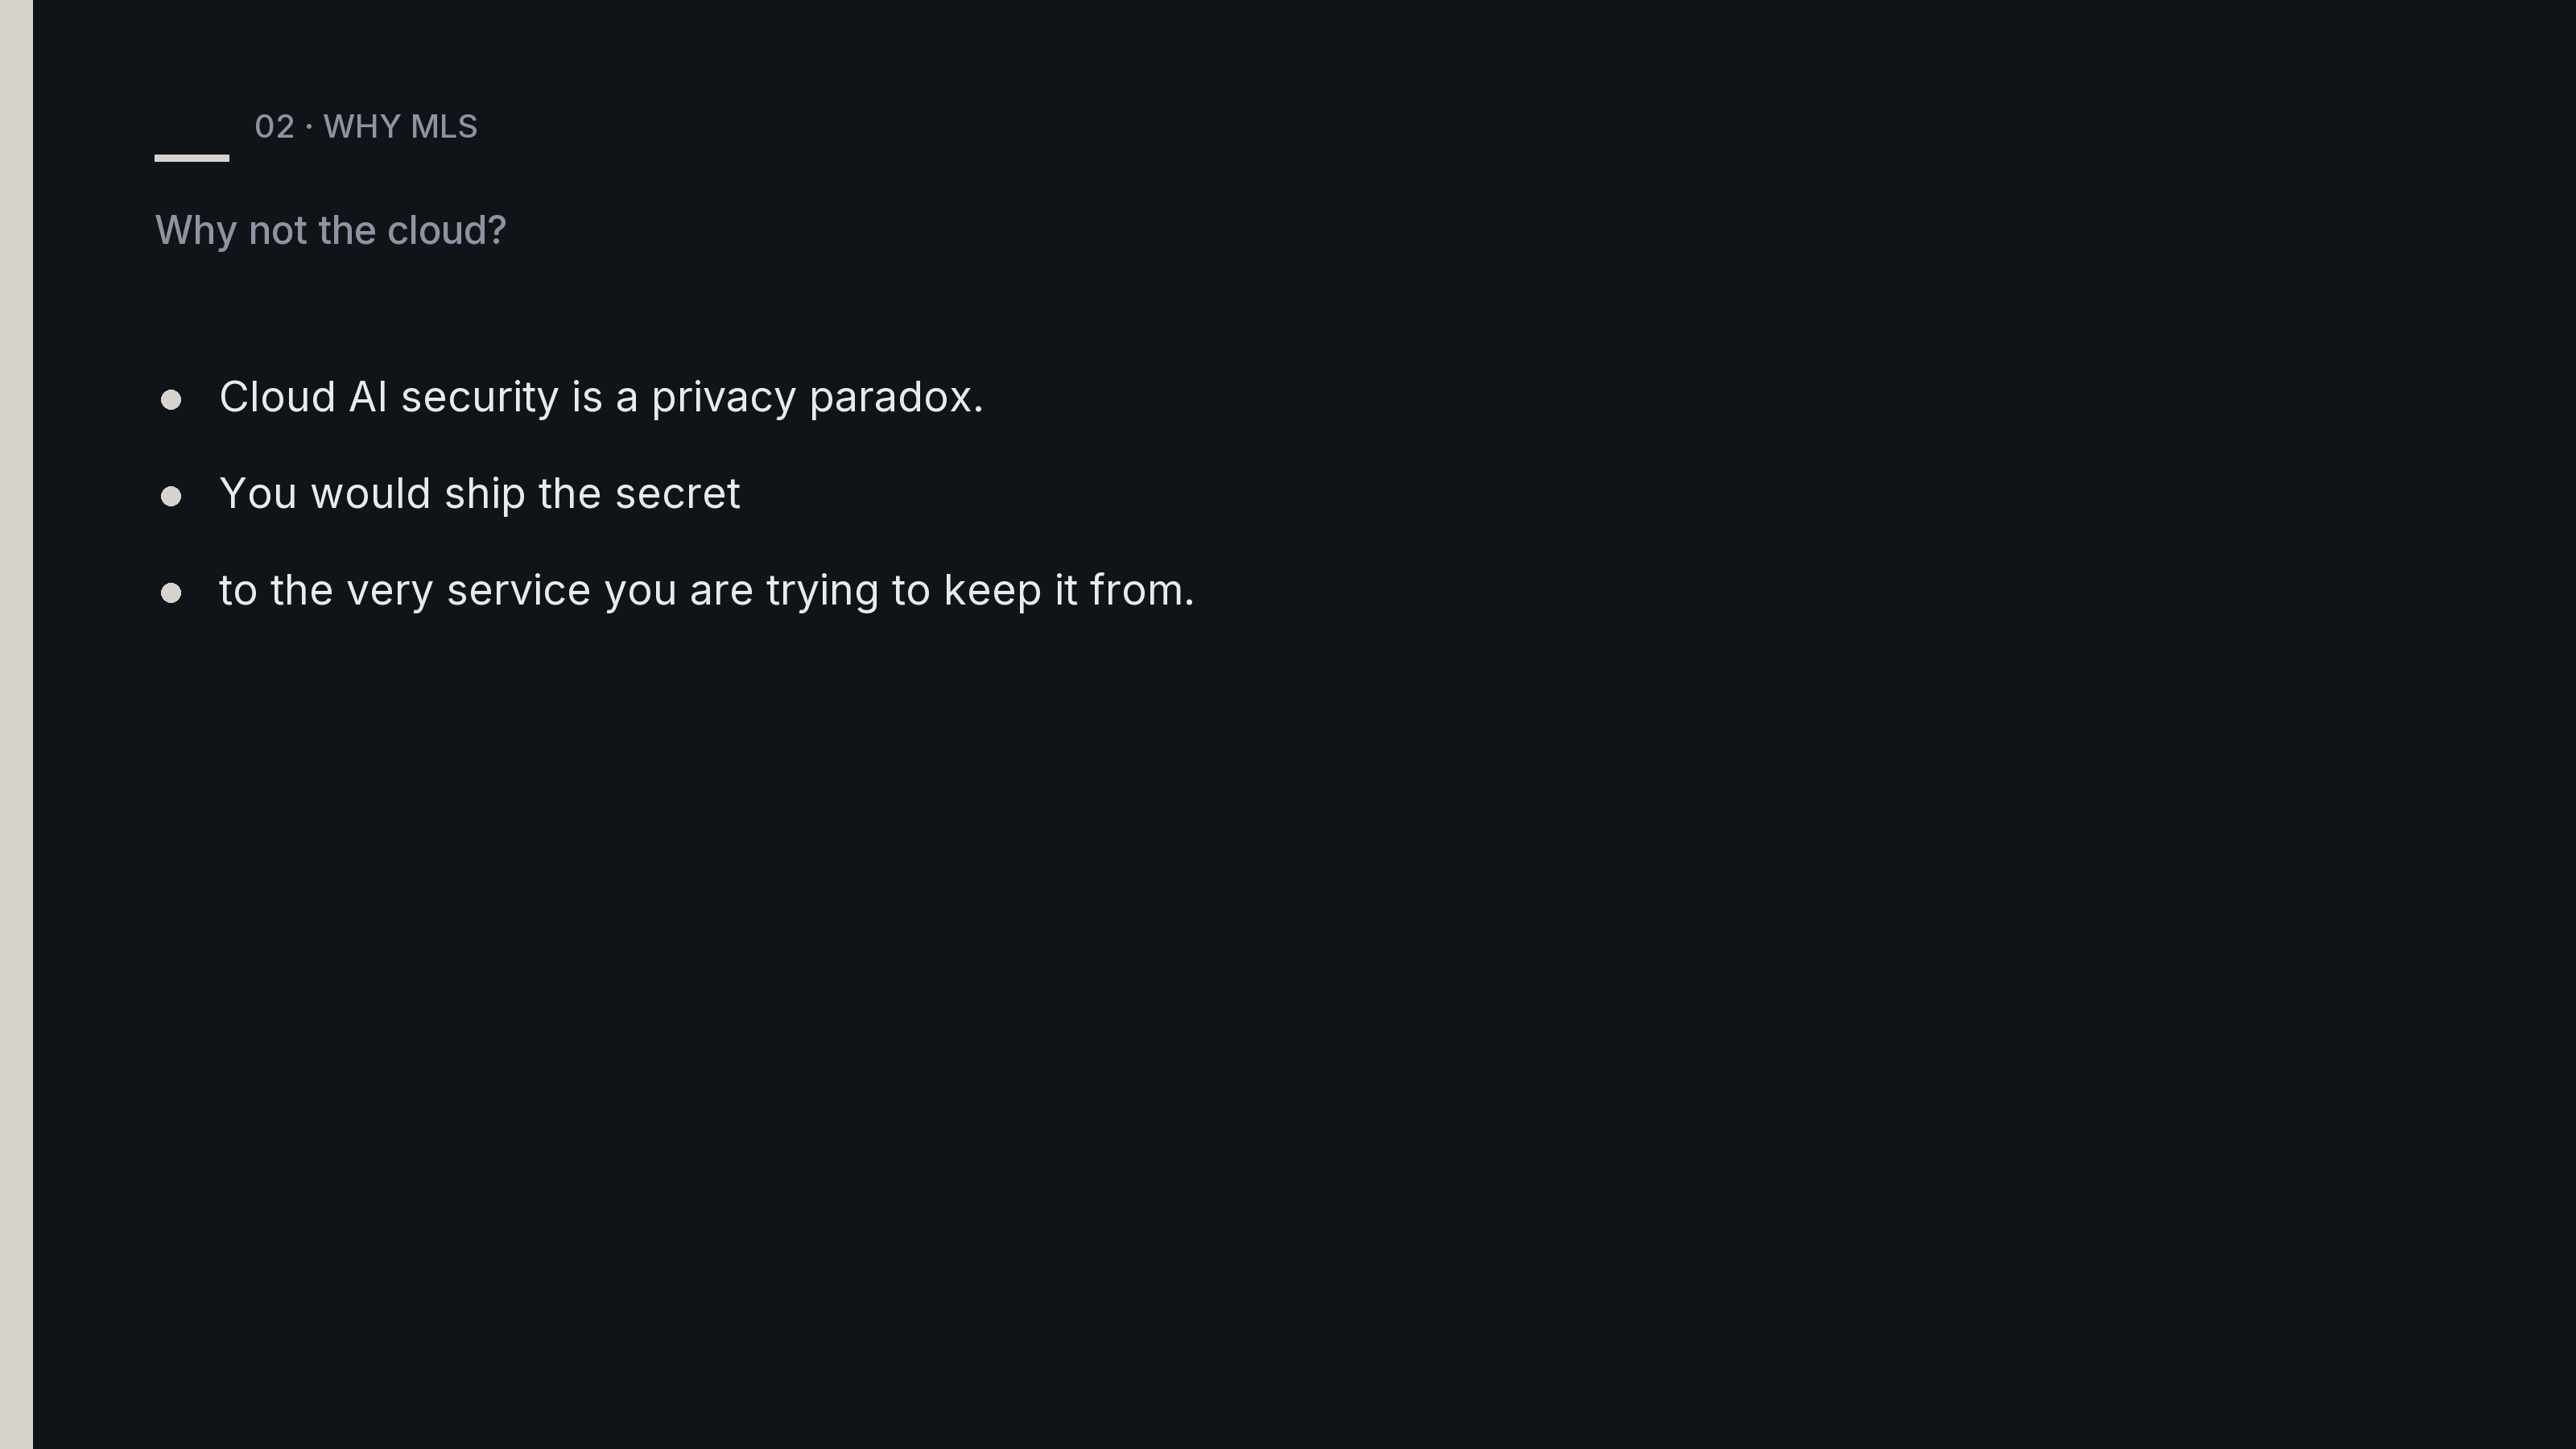 02 · WHY MLS
Why not the cloud?
Cloud AI security is a privacy paradox.
You would ship the secret
to the very service you are trying to keep it from.